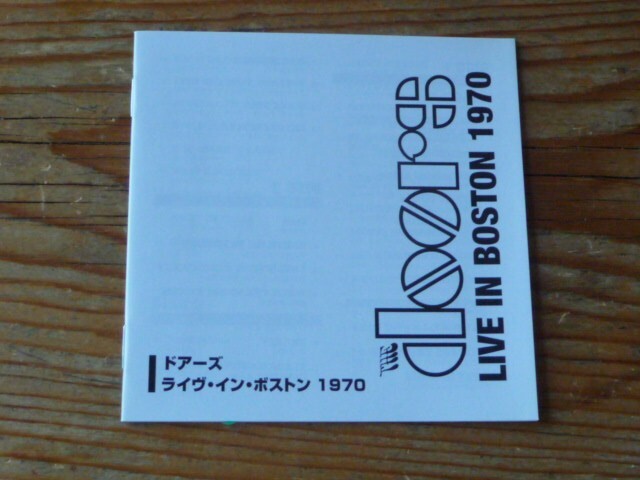 THE
doors
LIVE IN BOSTON 1970
ドアーズ
ライヴ・イン・ボストン 1970